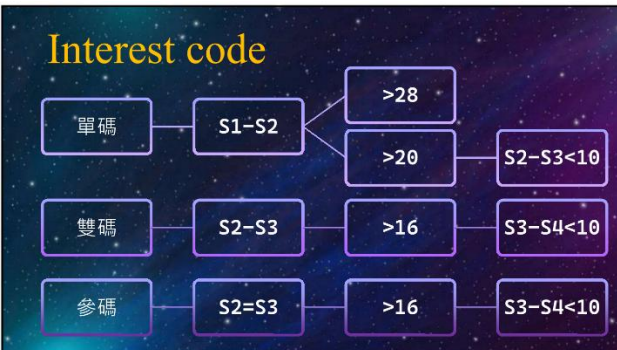 Interest code
單碼 S1-S2 >28
>20 S2-S3<10
雙碼 S2-S3 >16 S3-S4<10
參碼 S2=S3 >16 S3-S4<10